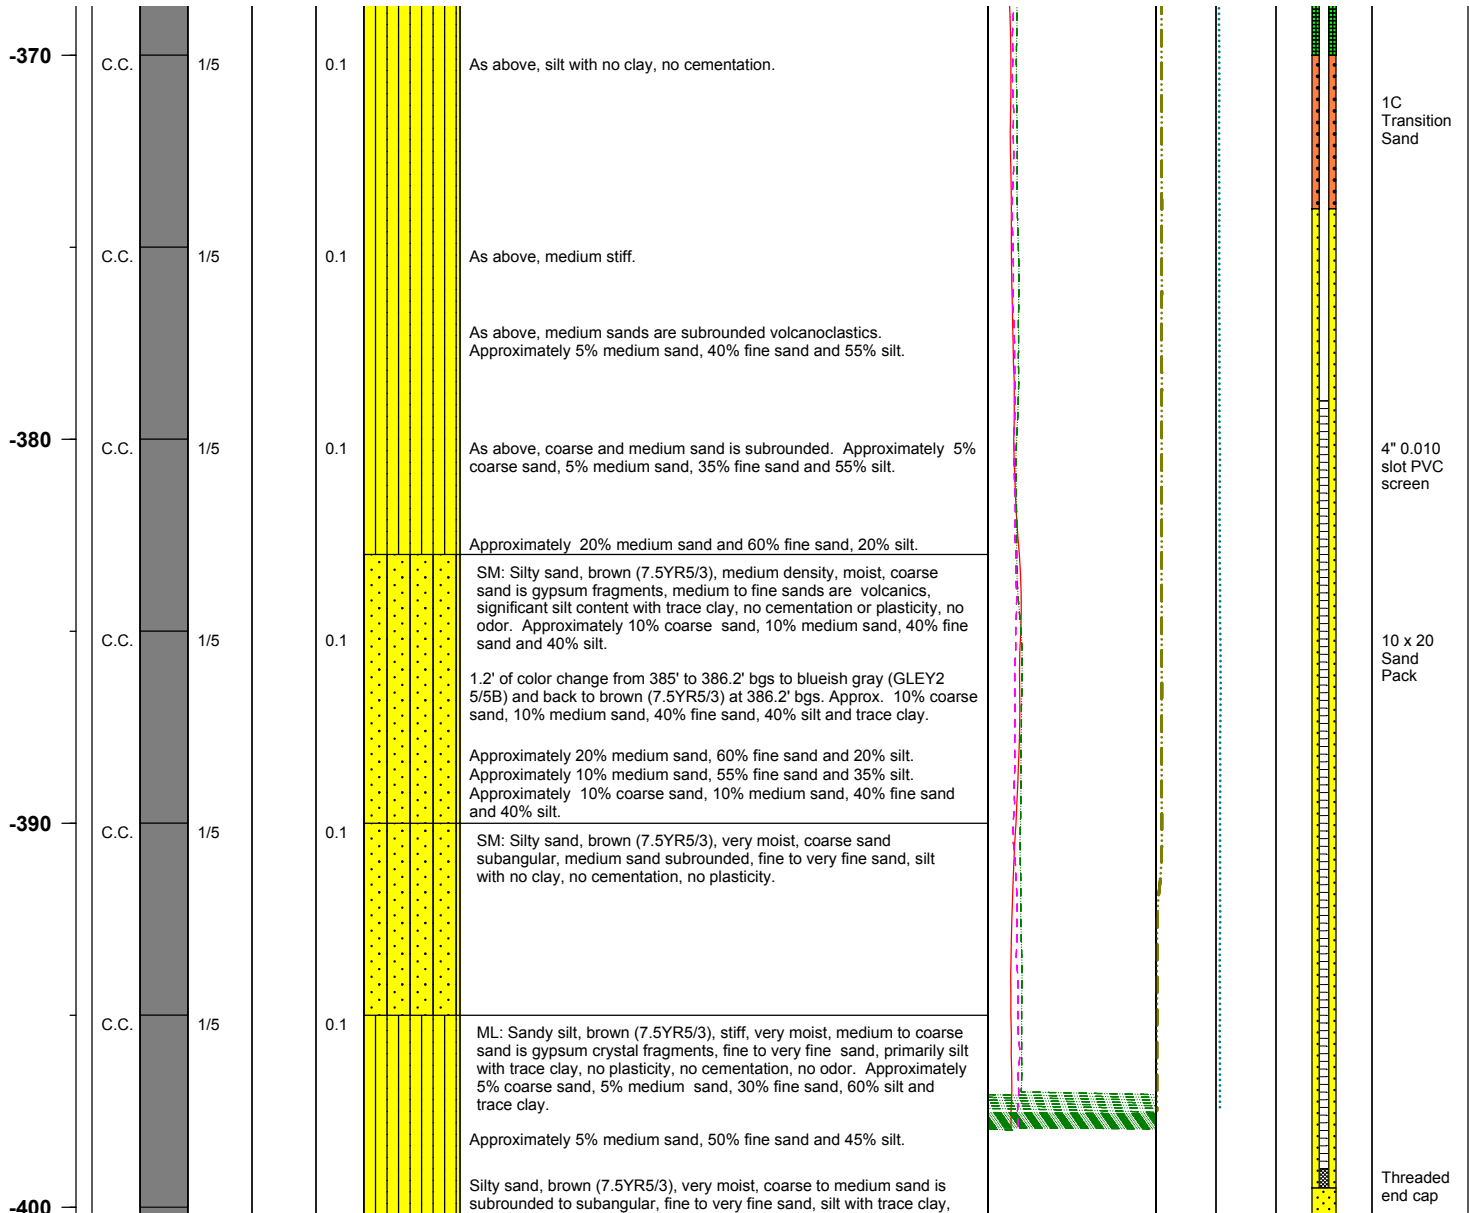 -370
C.C.
1/5
0.1
As above, silt with no clay, no cementation.
1C
Transition
Sand
C.C.
1/5
0.1
As above, medium stiff.
As above, medium sands are subrounded volcanoclastics.
Approximately 5% medium sand, 40% fine sand and 55% silt.
-380
C.C.
1/5
0.1
As above, coarse and medium sand is subrounded. Approximately 5%
coarse sand, 5% medium sand, 35% fine sand and 55% silt.
4" 0.010
slot PVC
screen
Approximately 20% medium sand and 60% fine sand, 20% silt.
SM: Silty sand, brown (7.5YR5/3), medium density, moist, coarse
sand is gypsum fragments, medium to fine sands are volcanics,
significant silt content with trace clay, no cementation or plasticity, no
odor. Approximately 10% coarse sand, 10% medium sand, 40% fine
sand and 40% silt.
C.C.
1/5
0.1
10 x 20
Sand
Pack
1.2' of color change from 385' to 386.2' bgs to blueish gray (GLEY2
5/5B) and back to brown (7.5YR5/3) at 386.2' bgs. Approx. 10% coarse
sand, 10% medium sand, 40% fine sand, 40% silt and trace clay.
Approximately 20% medium sand, 60% fine sand and 20% silt.
Approximately 10% medium sand, 55% fine sand and 35% silt.
Approximately 10% coarse sand, 10% medium sand, 40% fine sand
and 40% silt.
-390
C.C.
1/5
0.1
SM: Silty sand, brown (7.5YR5/3), very moist, coarse sand
subangular, medium sand subrounded, fine to very fine sand, silt
with no clay, no cementation, no plasticity.
C.C.
1/5
0.1
ML: Sandy silt, brown (7.5YR5/3), stiff, very moist, medium to coarse
sand is gypsum crystal fragments, fine to very fine sand, primarily silt
with trace clay, no plasticity, no cementation, no odor. Approximately
5% coarse sand, 5% medium sand, 30% fine sand, 60% silt and
trace clay.
Approximately 5% medium sand, 50% fine sand and 45% silt.
Silty sand, brown (7.5YR5/3), very moist, coarse to medium sand is
subrounded to subangular, fine to very fine sand, silt with trace clay,
Threaded
end cap
-400